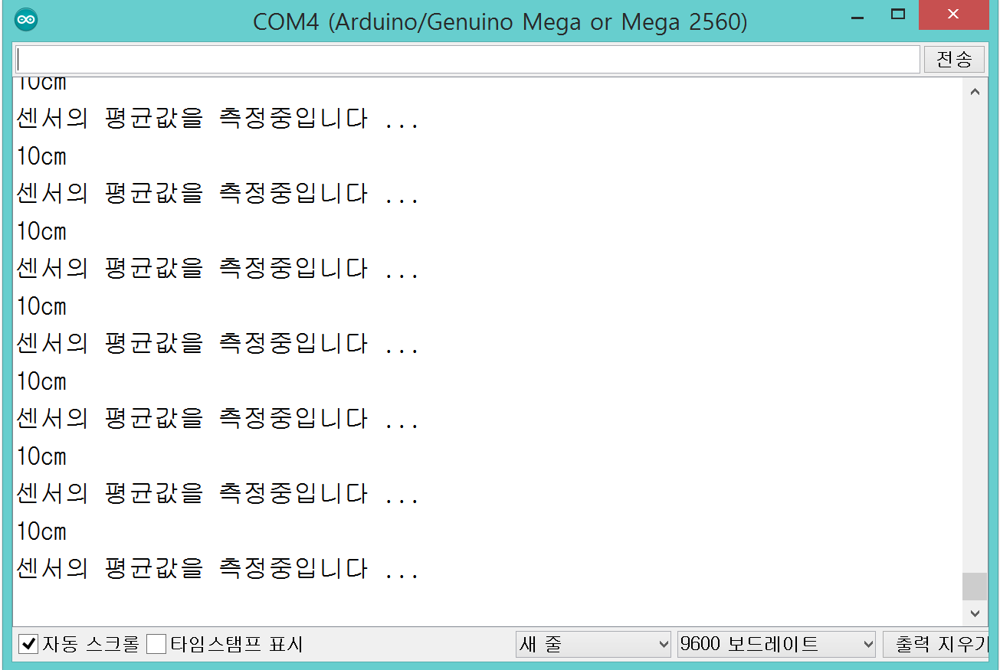 COM4 (Arduino/Genuino Mega or Mega 2560)
전송
10cm
센서의 평균값을 측정중입니다 ...
10cm
센서의 평균값을 측정중입니다 ...
10cm
센서의 평균값을 측정중입니다 ...
10cm
센서의 평균값을 측정중입니다 ...
10cm
센서의 평균값을 측정중입니다 ...
10cm
센서의 평균값을 측정중입니다 ...
10cm
센서의 평균값을 측정중입니다 ...
자동 스크롤 타임스탬프 표시 새 줄 9600 보드레이트 출력 지우기